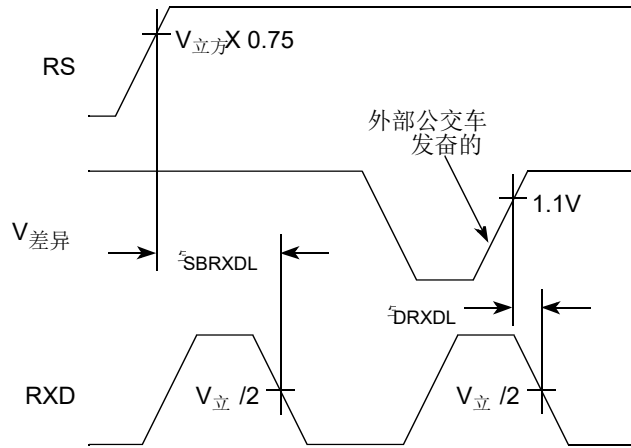 V立方X 0.75
RS
外部公交车
发奋的
1.1V
V差异
SBRXDL
DRXDL
RXD
V立 /2
V立 /2